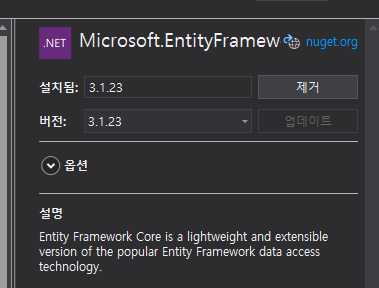 .NET
Microsoft.EntityFramew
nuget.org
설치됨: 3.1.23
제거
버전: 3.1.23
업데이트
옵션
설명
Entity Framework Core is a lightweight and extensible
version of the popular Entity Framework data access
technology.